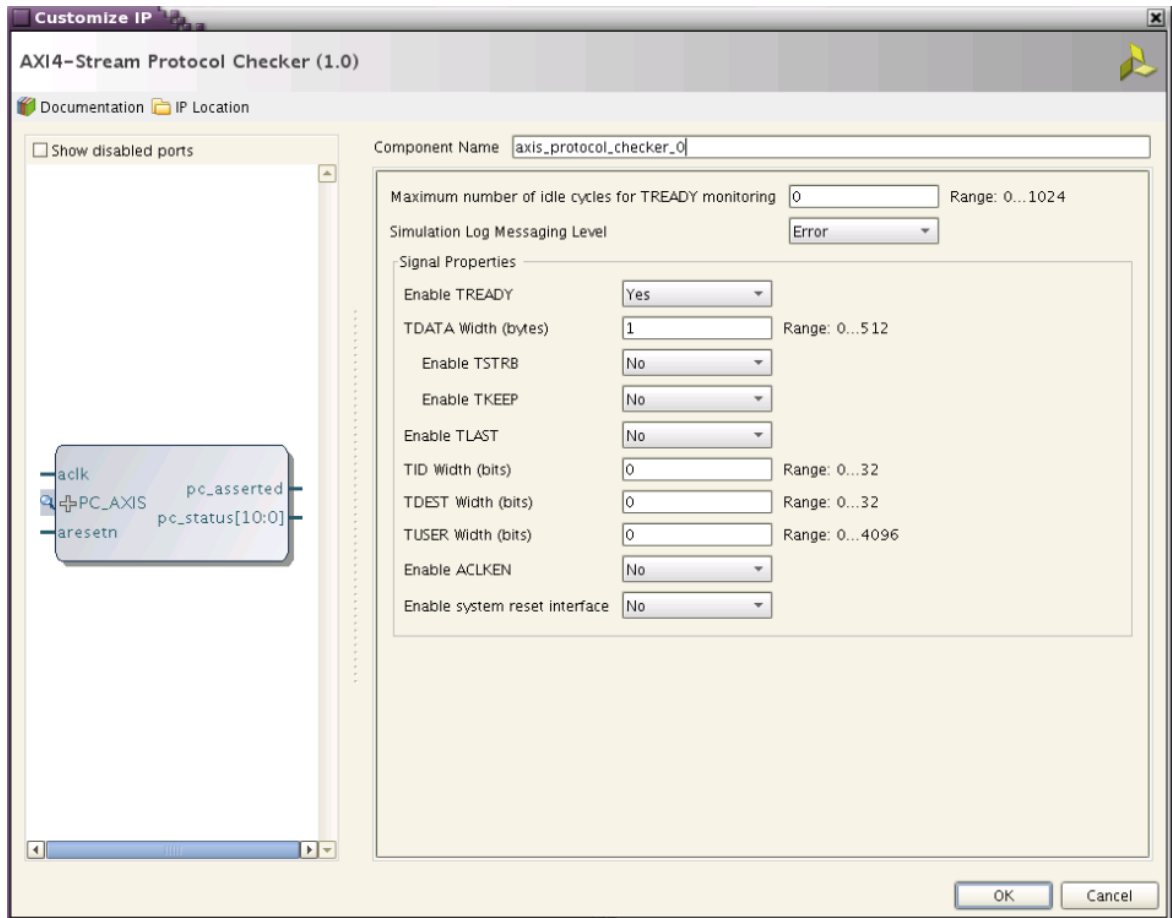 Customize IP
AXI4-Stream Protocol Checker (1.0)
Documentation IP Location
Show disabled ports
aclk
PC_AXIS
aresetn
pc_asserted
pc_status[10:0]
Component Name axis_protocol_checker_0
Maximum number of idle cycles for TREADY monitoring 0 Range: 0...1024
Simulation Log Messaging Level Error
Signal Properties
Enable TREADY Yes
TDATA Width (bytes) 1 Range: 0...512
Enable TSTRB No
Enable TKEEP No
Enable TLAST No
TID Width (bits) 0 Range: 0...32
TDEST Width (bits) 0 Range: 0...32
TUSER Width (bits) 0 Range: 0...4096
Enable ACLKEN No
Enable system reset interface No
OK Cancel